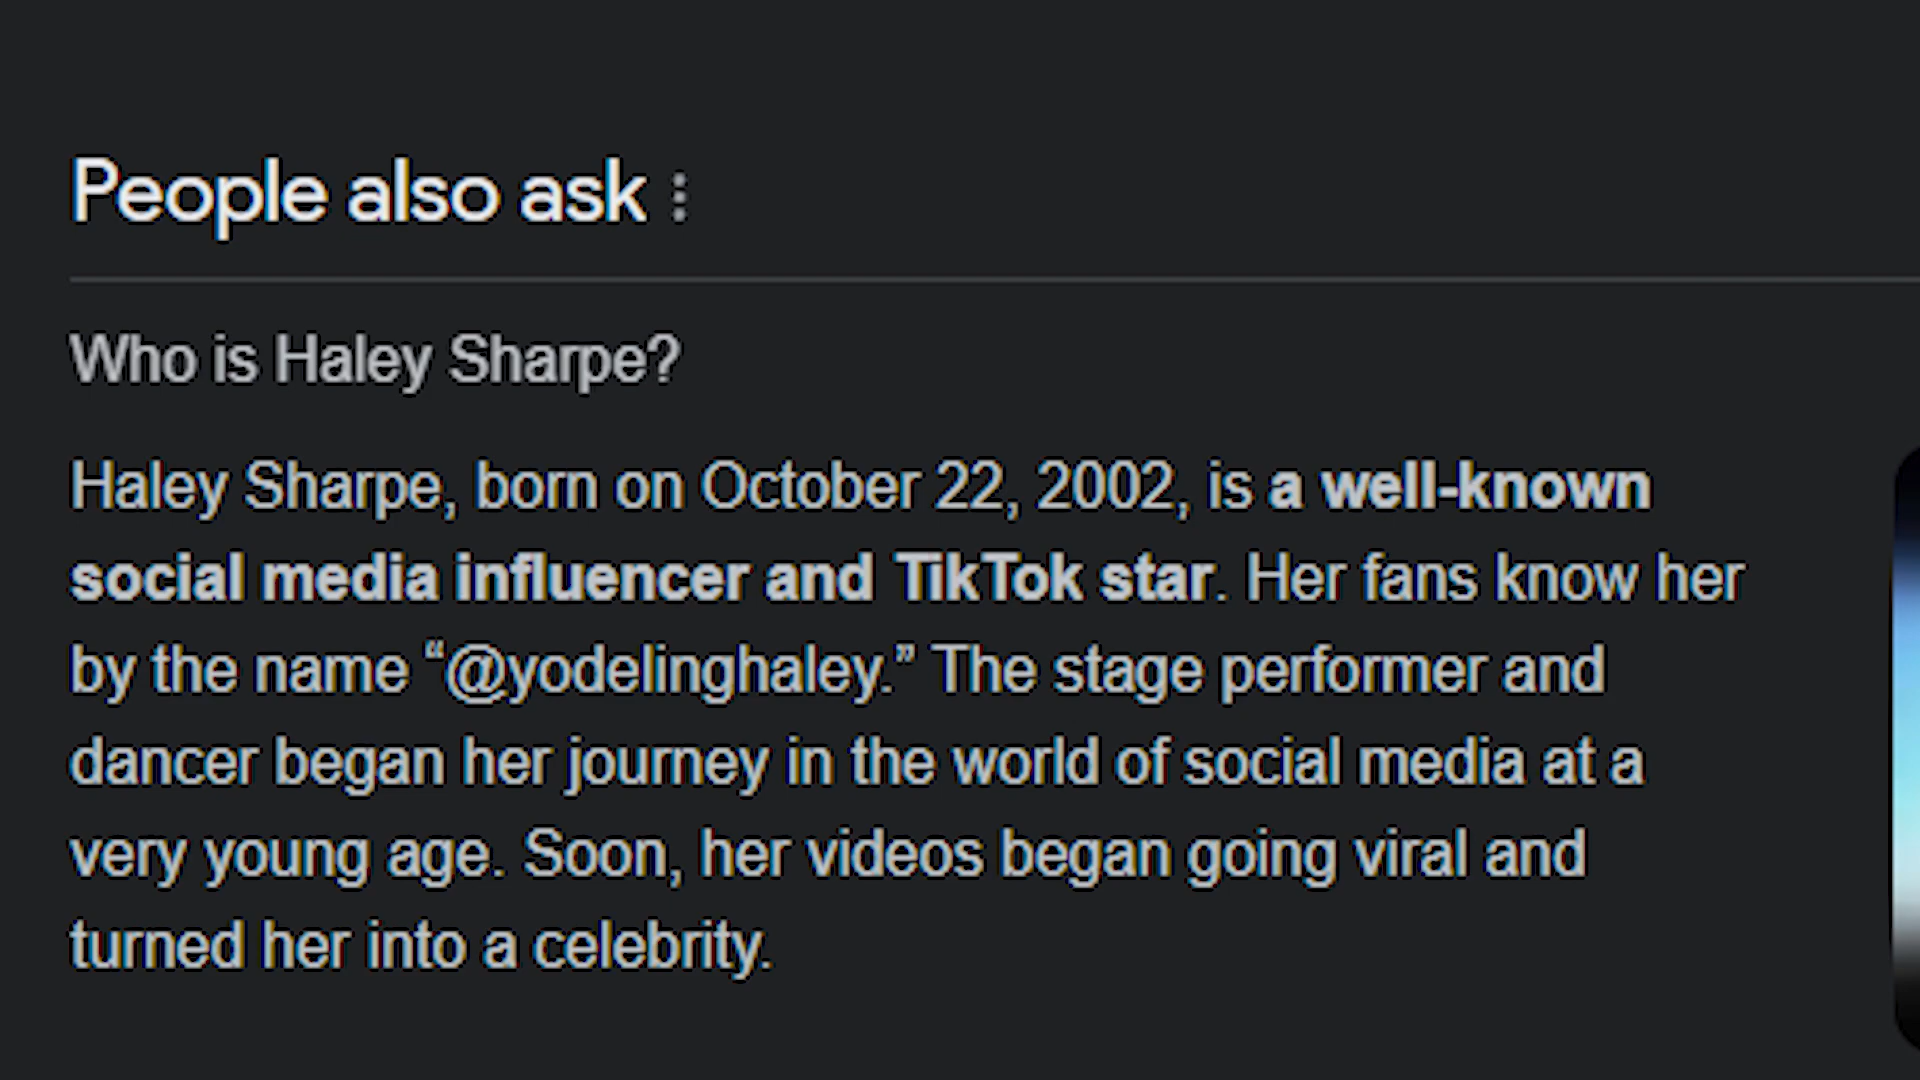 People also ask
Who is Haley Sharpe?
Haley Sharpe, born on October 22, 2002, is a well-known
social media influencer and TikTok star. Her fans know her
by the name “@yodelinghaley.” The stage performer and
dancer began her journey in the world of social media at a
very young age. Soon, her videos began going viral and
turned her into a celebrity.